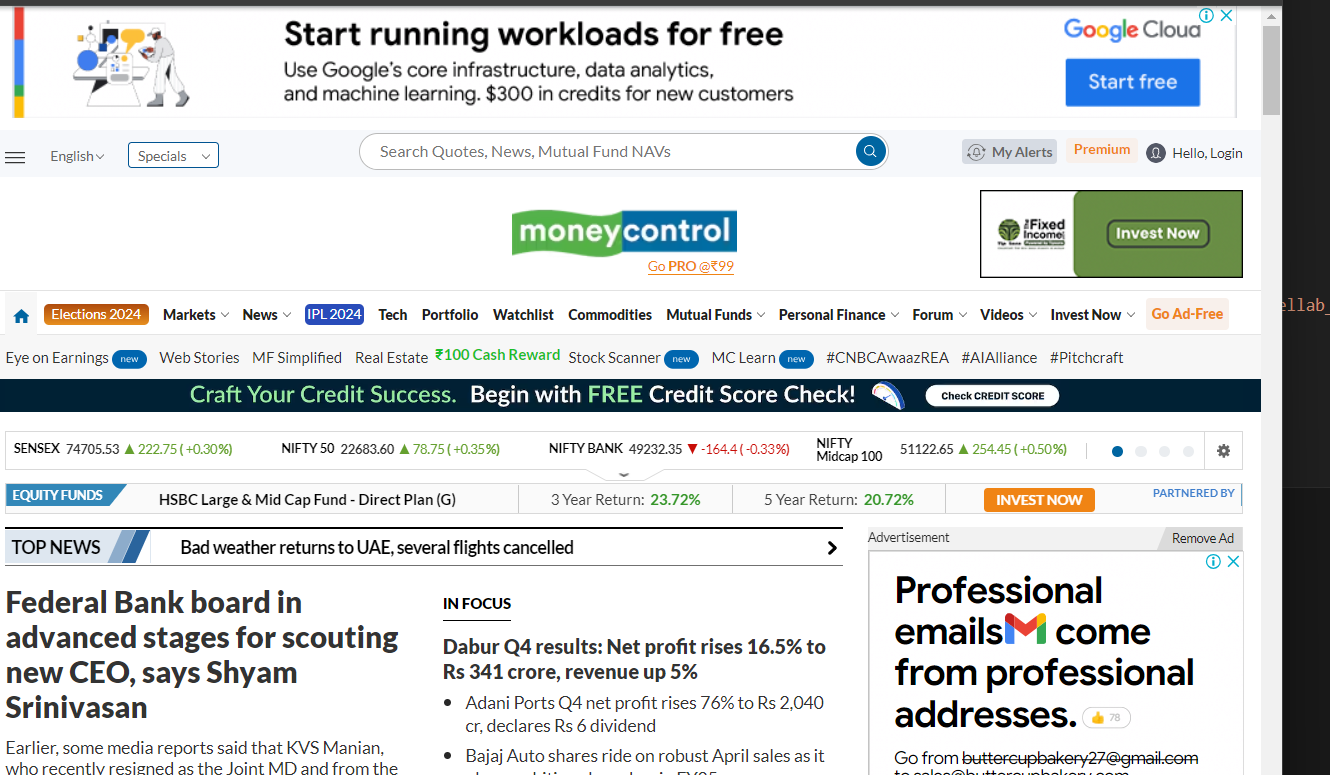 Start running workloads for free
Use Google's core infrastructure, data analytics,
and machine learning. $300 in credits for new customers
Google Cloud
Start free
English
Specials
Search Quotes, News, Mutual Fund NAVs
My Alerts
Premium
Hello, Login
moneycontrol
Go PRO @₹99
Fixed
Income
Invest Now
Elections 2024 Markets News IPL 2024 Tech Portfolio Watchlist Commodities Mutual Funds Personal Finance Forum Videos Invest Now Go Ad-Free
Eye on Earnings new Web Stories MF Simplified Real Estate ₹100 Cash Reward Stock Scanner new MC Learn new #CNBCAwaazREA #AIAlliance #Pitchcraft
ellab_
Craft Your Credit Success. Begin with FREE Credit Score Check! Check CREDIT SCORE
SENSEX 74705.53 ▲ 222.75 ( +0.30%) NIFTY 50 22683.60 ▲ 78.75 ( +0.35%) NIFTY BANK 49232.35 ▼ -164.4 ( -0.33%) NIFTY
Midcap 100 51122.65 ▲ 254.45 ( +0.50%)
EQUITY FUNDS HSBC Large & Mid Cap Fund - Direct Plan (G) 3 Year Return: 23.72% 5 Year Return: 20.72% INVEST NOW PARTNERED BY
TOP NEWS Bad weather returns to UAE, several flights cancelled
Federal Bank board in
advanced stages for scouting
new CEO, says Shyam
Srinivasan
Earlier, some media reports said that KVS Manian,
who recently resigned as the Joint MD and from the
IN FOCUS
Dabur Q4 results: Net profit rises 16.5% to
Rs 341 crore, revenue up 5%
• Adani Ports Q4 net profit rises 76% to Rs 2,040
cr, declares Rs 6 dividend
• Bajaj Auto shares ride on robust April sales as it
Advertisement
Remove Ad
Professional
emails come
from professional
addresses.
78
Go from buttercupbakery27@gmail.com
to sales@buttercupbakery.com